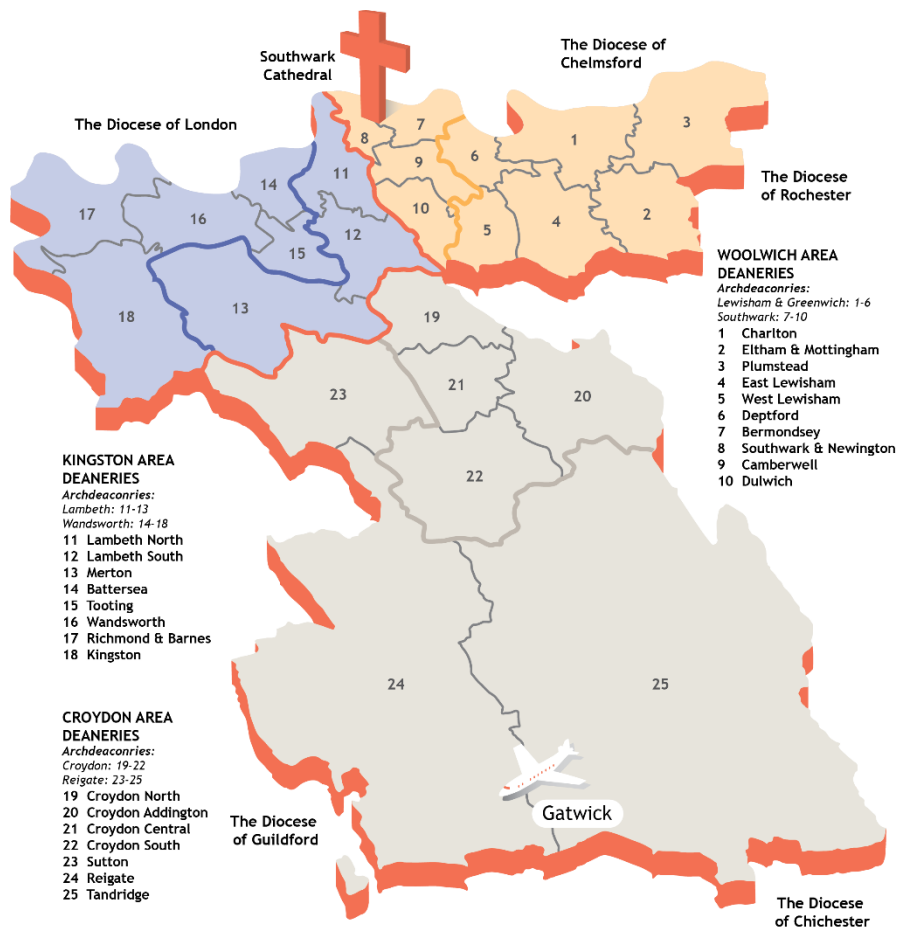 Southwark
Cathedral
The Diocese of
Chelmsford
The Diocese of London
The Diocese
of Rochester
8
7
1
3
6
9
11
14
17
16
10
5
4
2
12
15
13
18
19
23
21
20
22
24
25
WOOLWICH AREA
DEANERIES
Archdeaconries:
Lewisham & Greenwich: 1-6
Southwark: 7-10
1 Charlton
2 Eltham & Mottingham
3 Plumstead
4 East Lewisham
5 West Lewisham
6 Deptford
7 Bermondsey
8 Southwark & Newington
9 Camberwell
10 Dulwich
KINGSTON AREA
DEANERIES
Archdeaconries:
Lambeth: 11-13
Wandsworth: 14-18
11 Lambeth North
12 Lambeth South
13 Merton
14 Battersea
15 Tooting
16 Wandsworth
17 Richmond & Barnes
18 Kingston
CROYDON AREA
DEANERIES
Archdeaconries:
Croydon: 19-22
Reigate: 23-25
19 Croydon North
20 Croydon Addington
21 Croydon Central
22 Croydon South
23 Sutton
24 Reigate
25 Tandridge
Gatwick
The Diocese
of Guildford
The Diocese
of Chichester